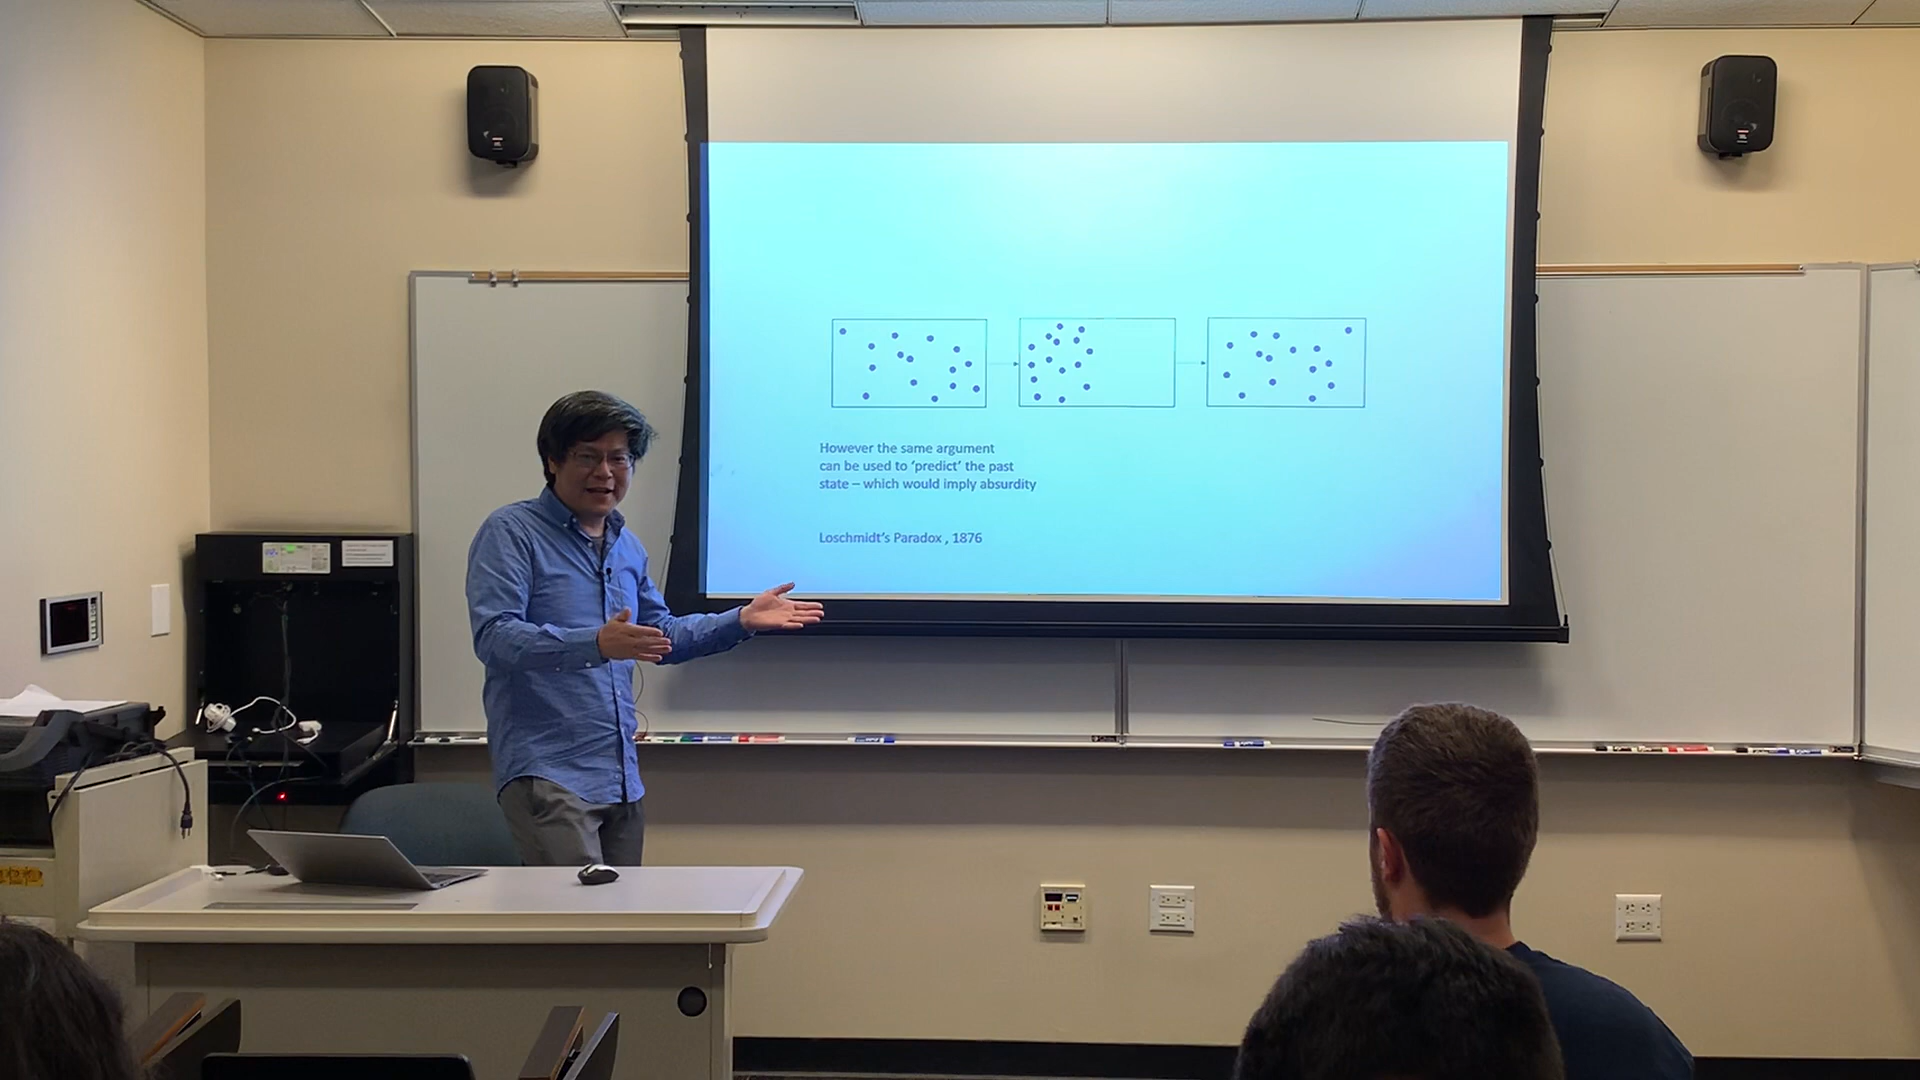 However the same argument
can be used to ‘predict’ the past
state – which would imply absurdity
Loschmidt’s Paradox , 1876